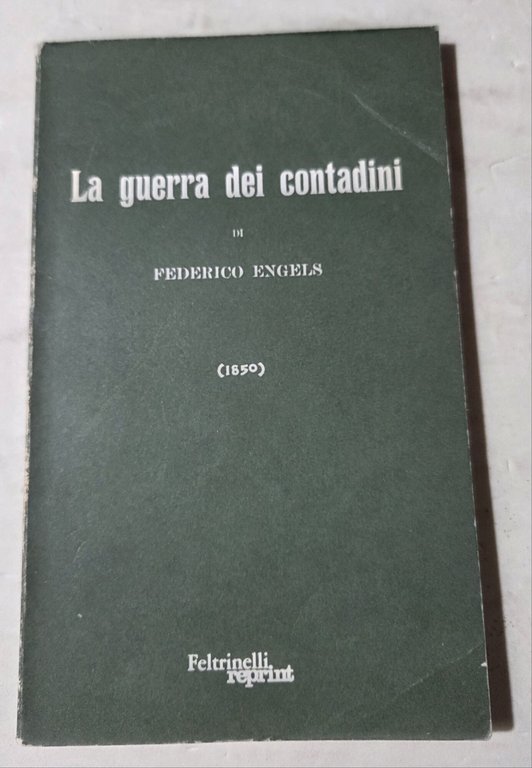 La guerra dei contadini
DI
FEDERICO ENGELS
(1850)
Feltrinelli
reprint